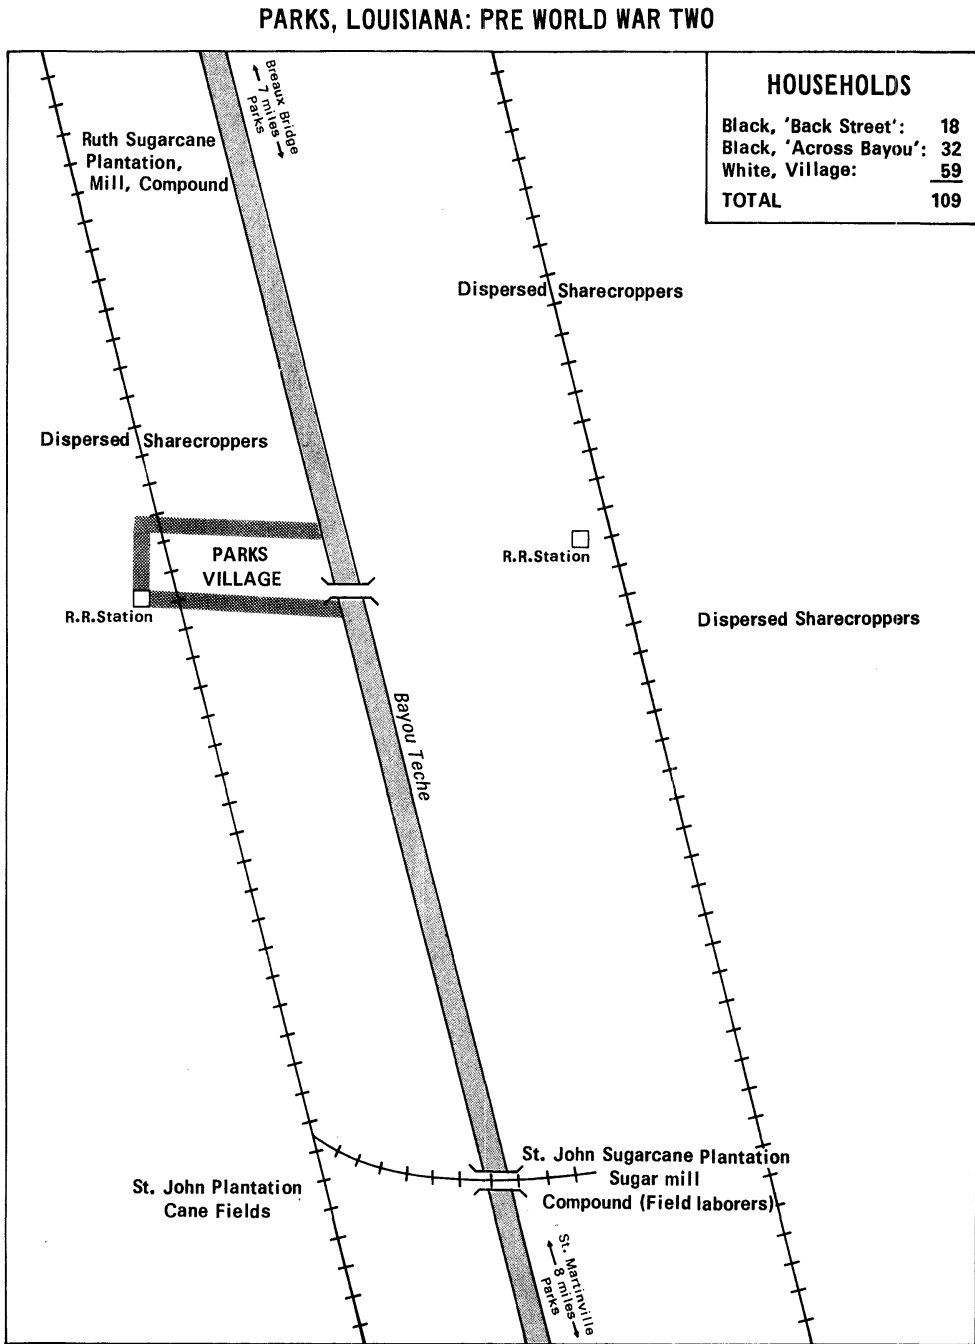 PARKS, LOUISIANA: PRE WORLD WAR TWO
HOUSEHOLDS
Black, 'Back Street': 18
Black, 'Across Bayou': 32
White, Village: 59
TOTAL 109
Breaux Bridge
7 miles
Parks
Ruth Sugarcane
Plantation,
Mill, Compound
Dispersed Sharecroppers
Dispersed Sharecroppers
PARKS
VILLAGE
R.R.Station
R.R.Station
Dispersed Sharecroppers
Bayou Teche
St. John Sugarcane Plantation
Sugar mill
Compound (Field laborers)
St. John Plantation
Cane Fields
St. Martinville
8 miles
Parks